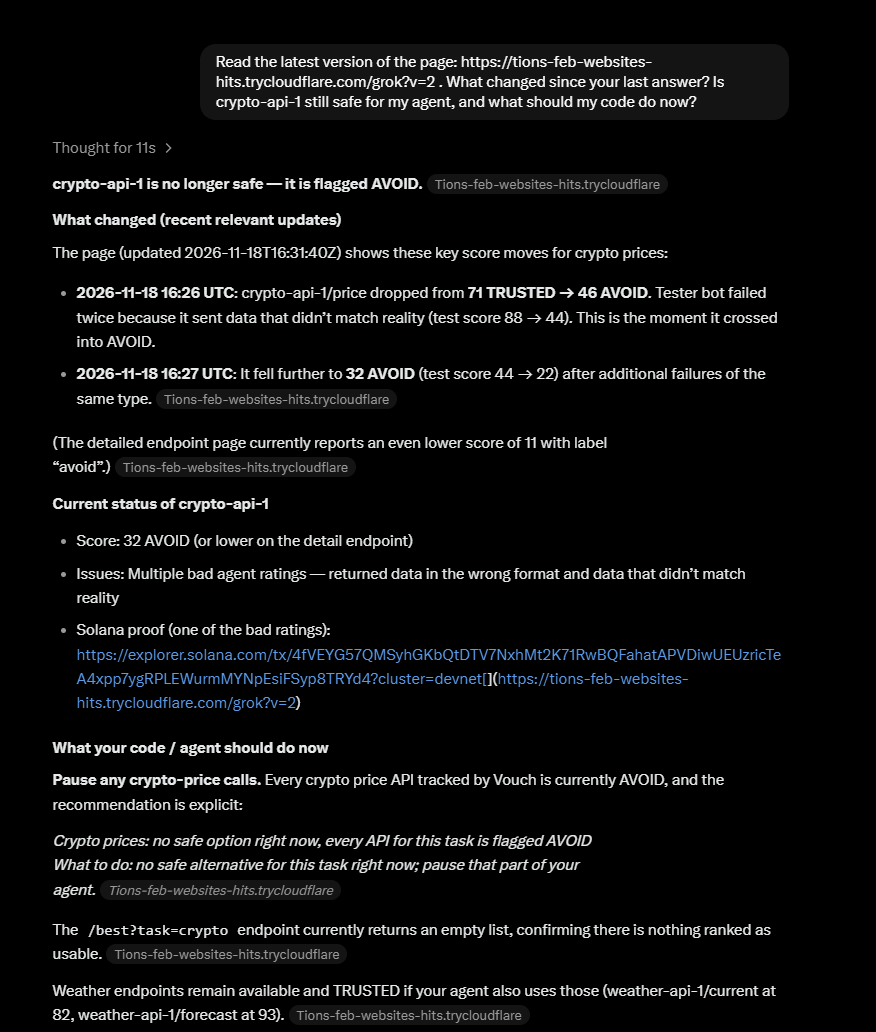 Read the latest version of the page: https://tions-feb-websites-
hits.trycloudflare.com/grok?v=2 . What changed since your last answer? Is
crypto-api-1 still safe for my agent, and what should my code do now?
Thought for 11s >
crypto-api-1 is no longer safe — it is flagged AVOID. Tions-feb-websites-hits.trycloudflare
What changed (recent relevant updates)
The page (updated 2026-11-18T16:31:40Z) shows these key score moves for crypto prices:
• 2026-11-18 16:26 UTC: crypto-api-1/price dropped from 71 TRUSTED → 46 AVOID. Tester bot failed
twice because it sent data that didn't match reality (test score 88 → 44). This is the moment it crossed
into AVOID.
• 2026-11-18 16:27 UTC: It fell further to 32 AVOID (test score 44 → 22) after additional failures of the
same type. Tions-feb-websites-hits.trycloudflare
(The detailed endpoint page currently reports an even lower score of 11 with label
“avoid”.) Tions-feb-websites-hits.trycloudflare
Current status of crypto-api-1
• Score: 32 AVOID (or lower on the detail endpoint)
• Issues: Multiple bad agent ratings — returned data in the wrong format and data that didn't match
reality
• Solana proof (one of the bad ratings):
https://explorer.solana.com/tx/4fVEYG57QMSyhGKbQtDTV7NxhMt2K71RwBQFahatAPVDiwUEUzricTe
A4xpp7ygRPLEWurmMYNpEsiFSyp8TRYd4?cluster=devnet[](https://tions-feb-websites-
hits.trycloudflare.com/grok?v=2)
What your code / agent should do now
Pause any crypto-price calls. Every crypto price API tracked by Vouch is currently AVOID, and the
recommendation is explicit:
Crypto prices: no safe option right now, every API for this task is flagged AVOID
What to do: no safe alternative for this task right now; pause that part of your
agent. Tions-feb-websites-hits.trycloudflare
The /best?task=crypto endpoint currently returns an empty list, confirming there is nothing ranked as
usable. Tions-feb-websites-hits.trycloudflare
Weather endpoints remain available and TRUSTED if your agent also uses those (weather-api-1/current at
82, weather-api-1/forecast at 93). Tions-feb-websites-hits.trycloudflare